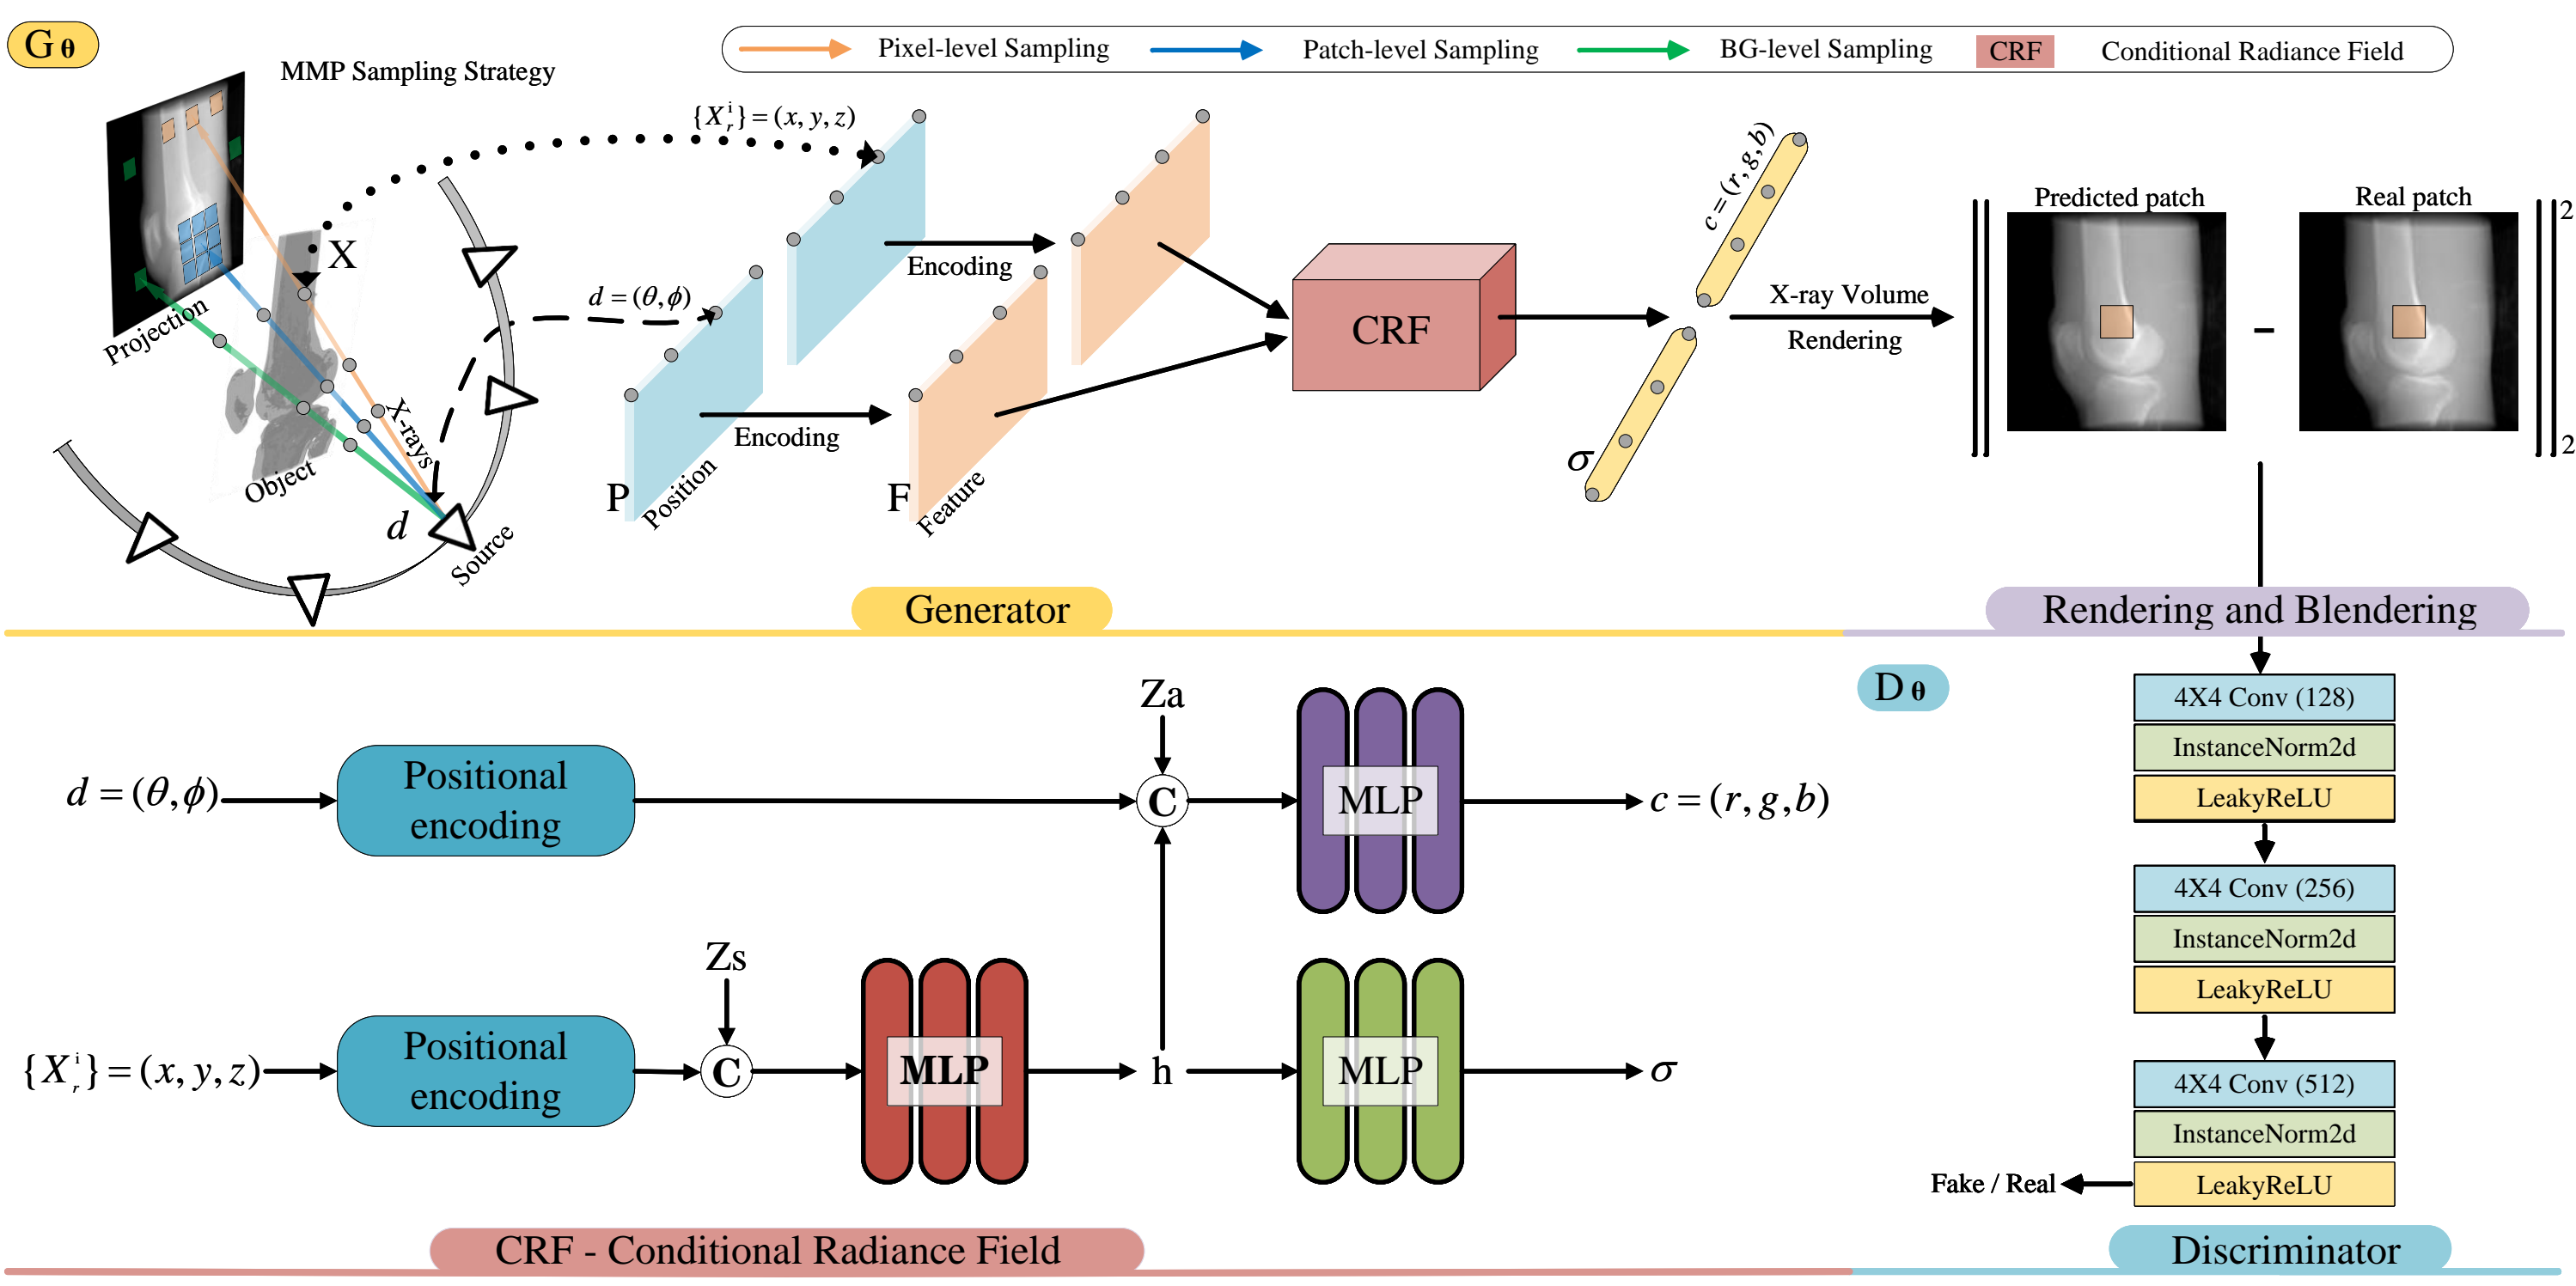 G θ
MMP Sampling Strategy
Pixel-level Sampling
Patch-level Sampling
BG-level Sampling
CRF
Conditional Radiance Field
{X_r^i} = (x, y, z)
X
d = (θ,ϕ)
Projection
X-rays
Object
d
Source
Encoding
Encoding
P
Position
F
Feature
CRF
c = (r, g, b)
σ
X-ray Volume
Rendering
Predicted patch
Real patch
-
2
2
Generator
Rendering and Blendering
d = (θ,ϕ)
Positional
encoding
Za
C
MLP
c = (r, g, b)
{X_r^i} = (x, y, z)
Positional
encoding
Zs
C
MLP
h
MLP
σ
CRF - Conditional Radiance Field
D θ
4X4 Conv (128)
InstanceNorm2d
LeakyReLU
4X4 Conv (256)
InstanceNorm2d
LeakyReLU
4X4 Conv (512)
InstanceNorm2d
LeakyReLU
Fake / Real
Discriminator